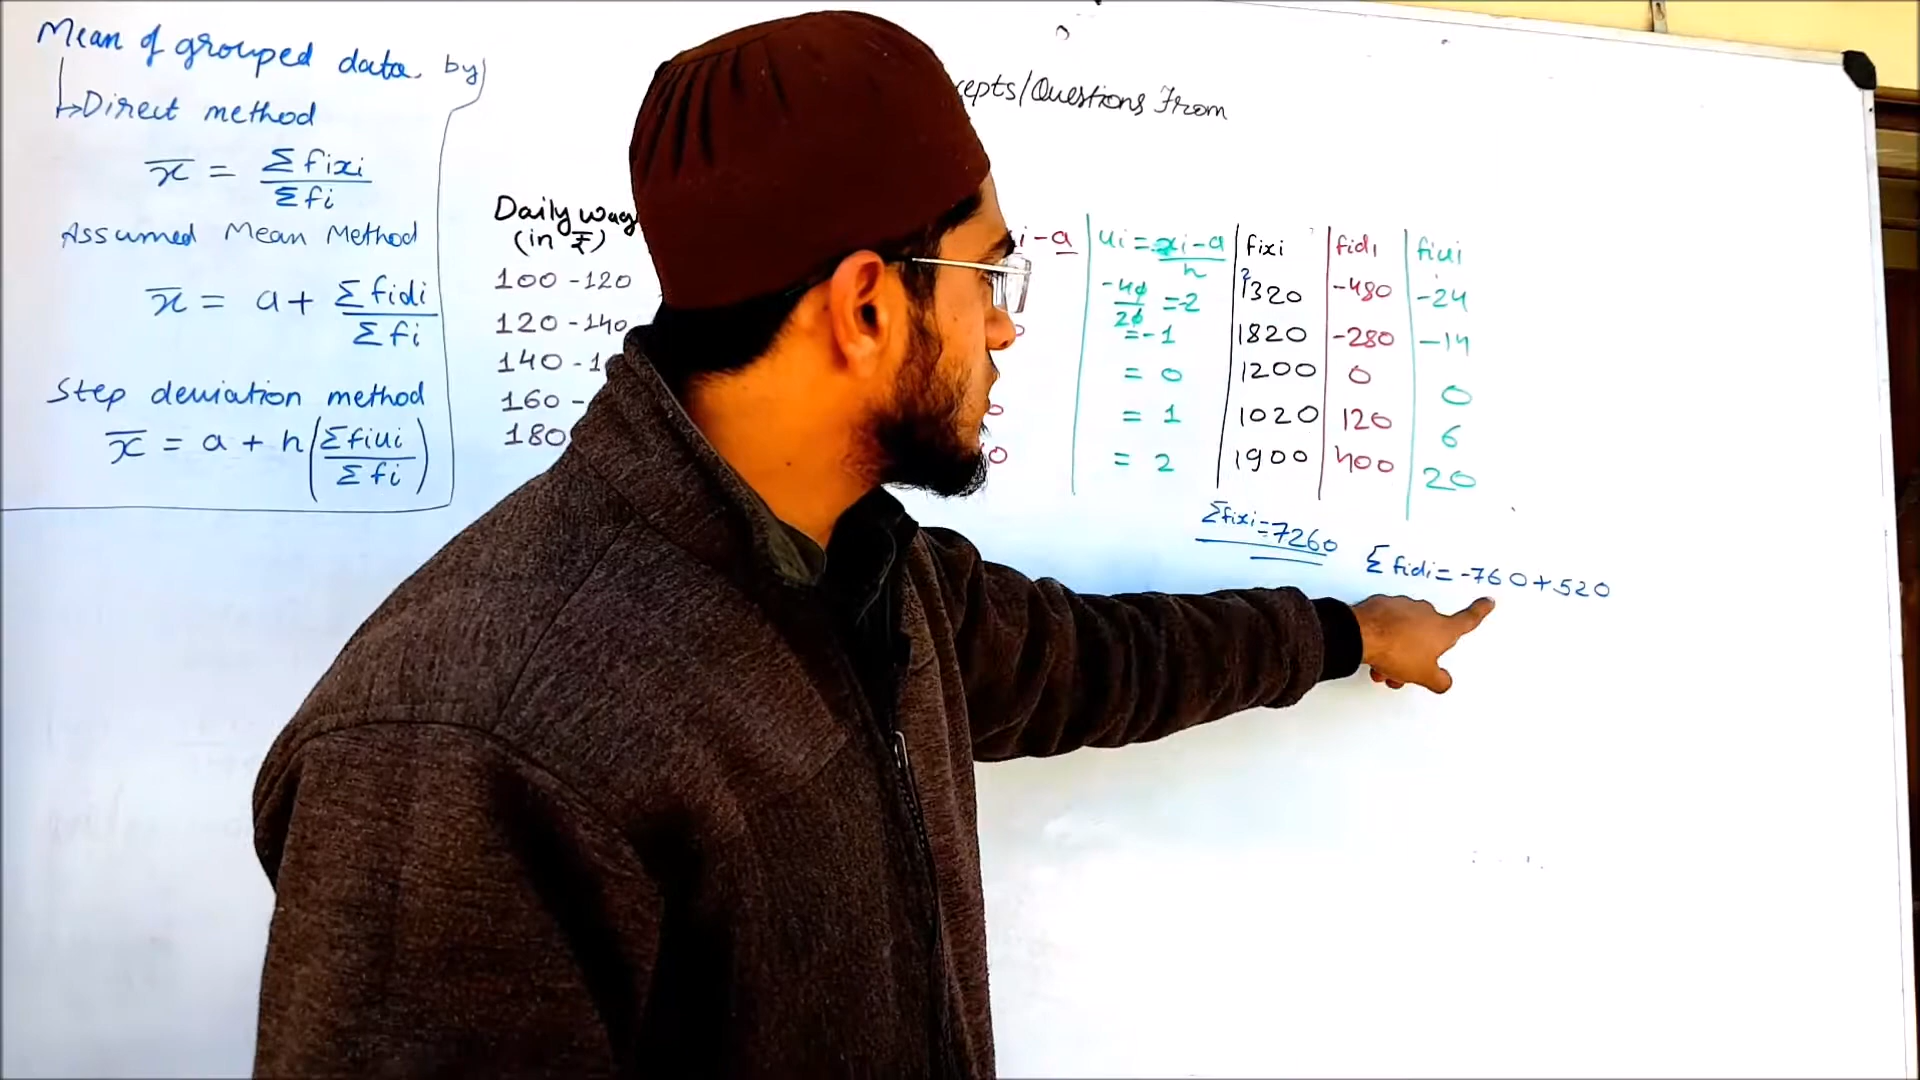 Mean of grouped data. by
↳Direct method
x̄ = Σfixi / Σfi
Assumed Mean Method
x̄ = a + Σfidi / Σfi
Step deviation method
x̄ = a + h(Σfiui / Σfi)
/Questions From
Daily wag
(in ₹)
100 - 120
120 - 140
140 - 1
160 -
180
i - a
ui = xi - a / h
-40/20 = -2
= -1
= 0
= 1
= 2
fixi
1320
1820
1200
1020
1900
fidi
-480
-280
0
120
400
fiui
-24
-14
0
6
20
Σfixi = 7260
Σfidi = -760 + 520